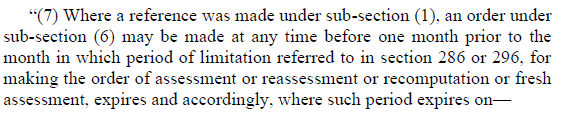 “(7) Where a reference was made under sub-section (1), an order under
sub-section (6) may be made at any time before one month prior to the
month in which period of limitation referred to in section 286 or 296, for
making the order of assessment or reassessment or recomputation or fresh
assessment, expires and accordingly, where such period expires on—